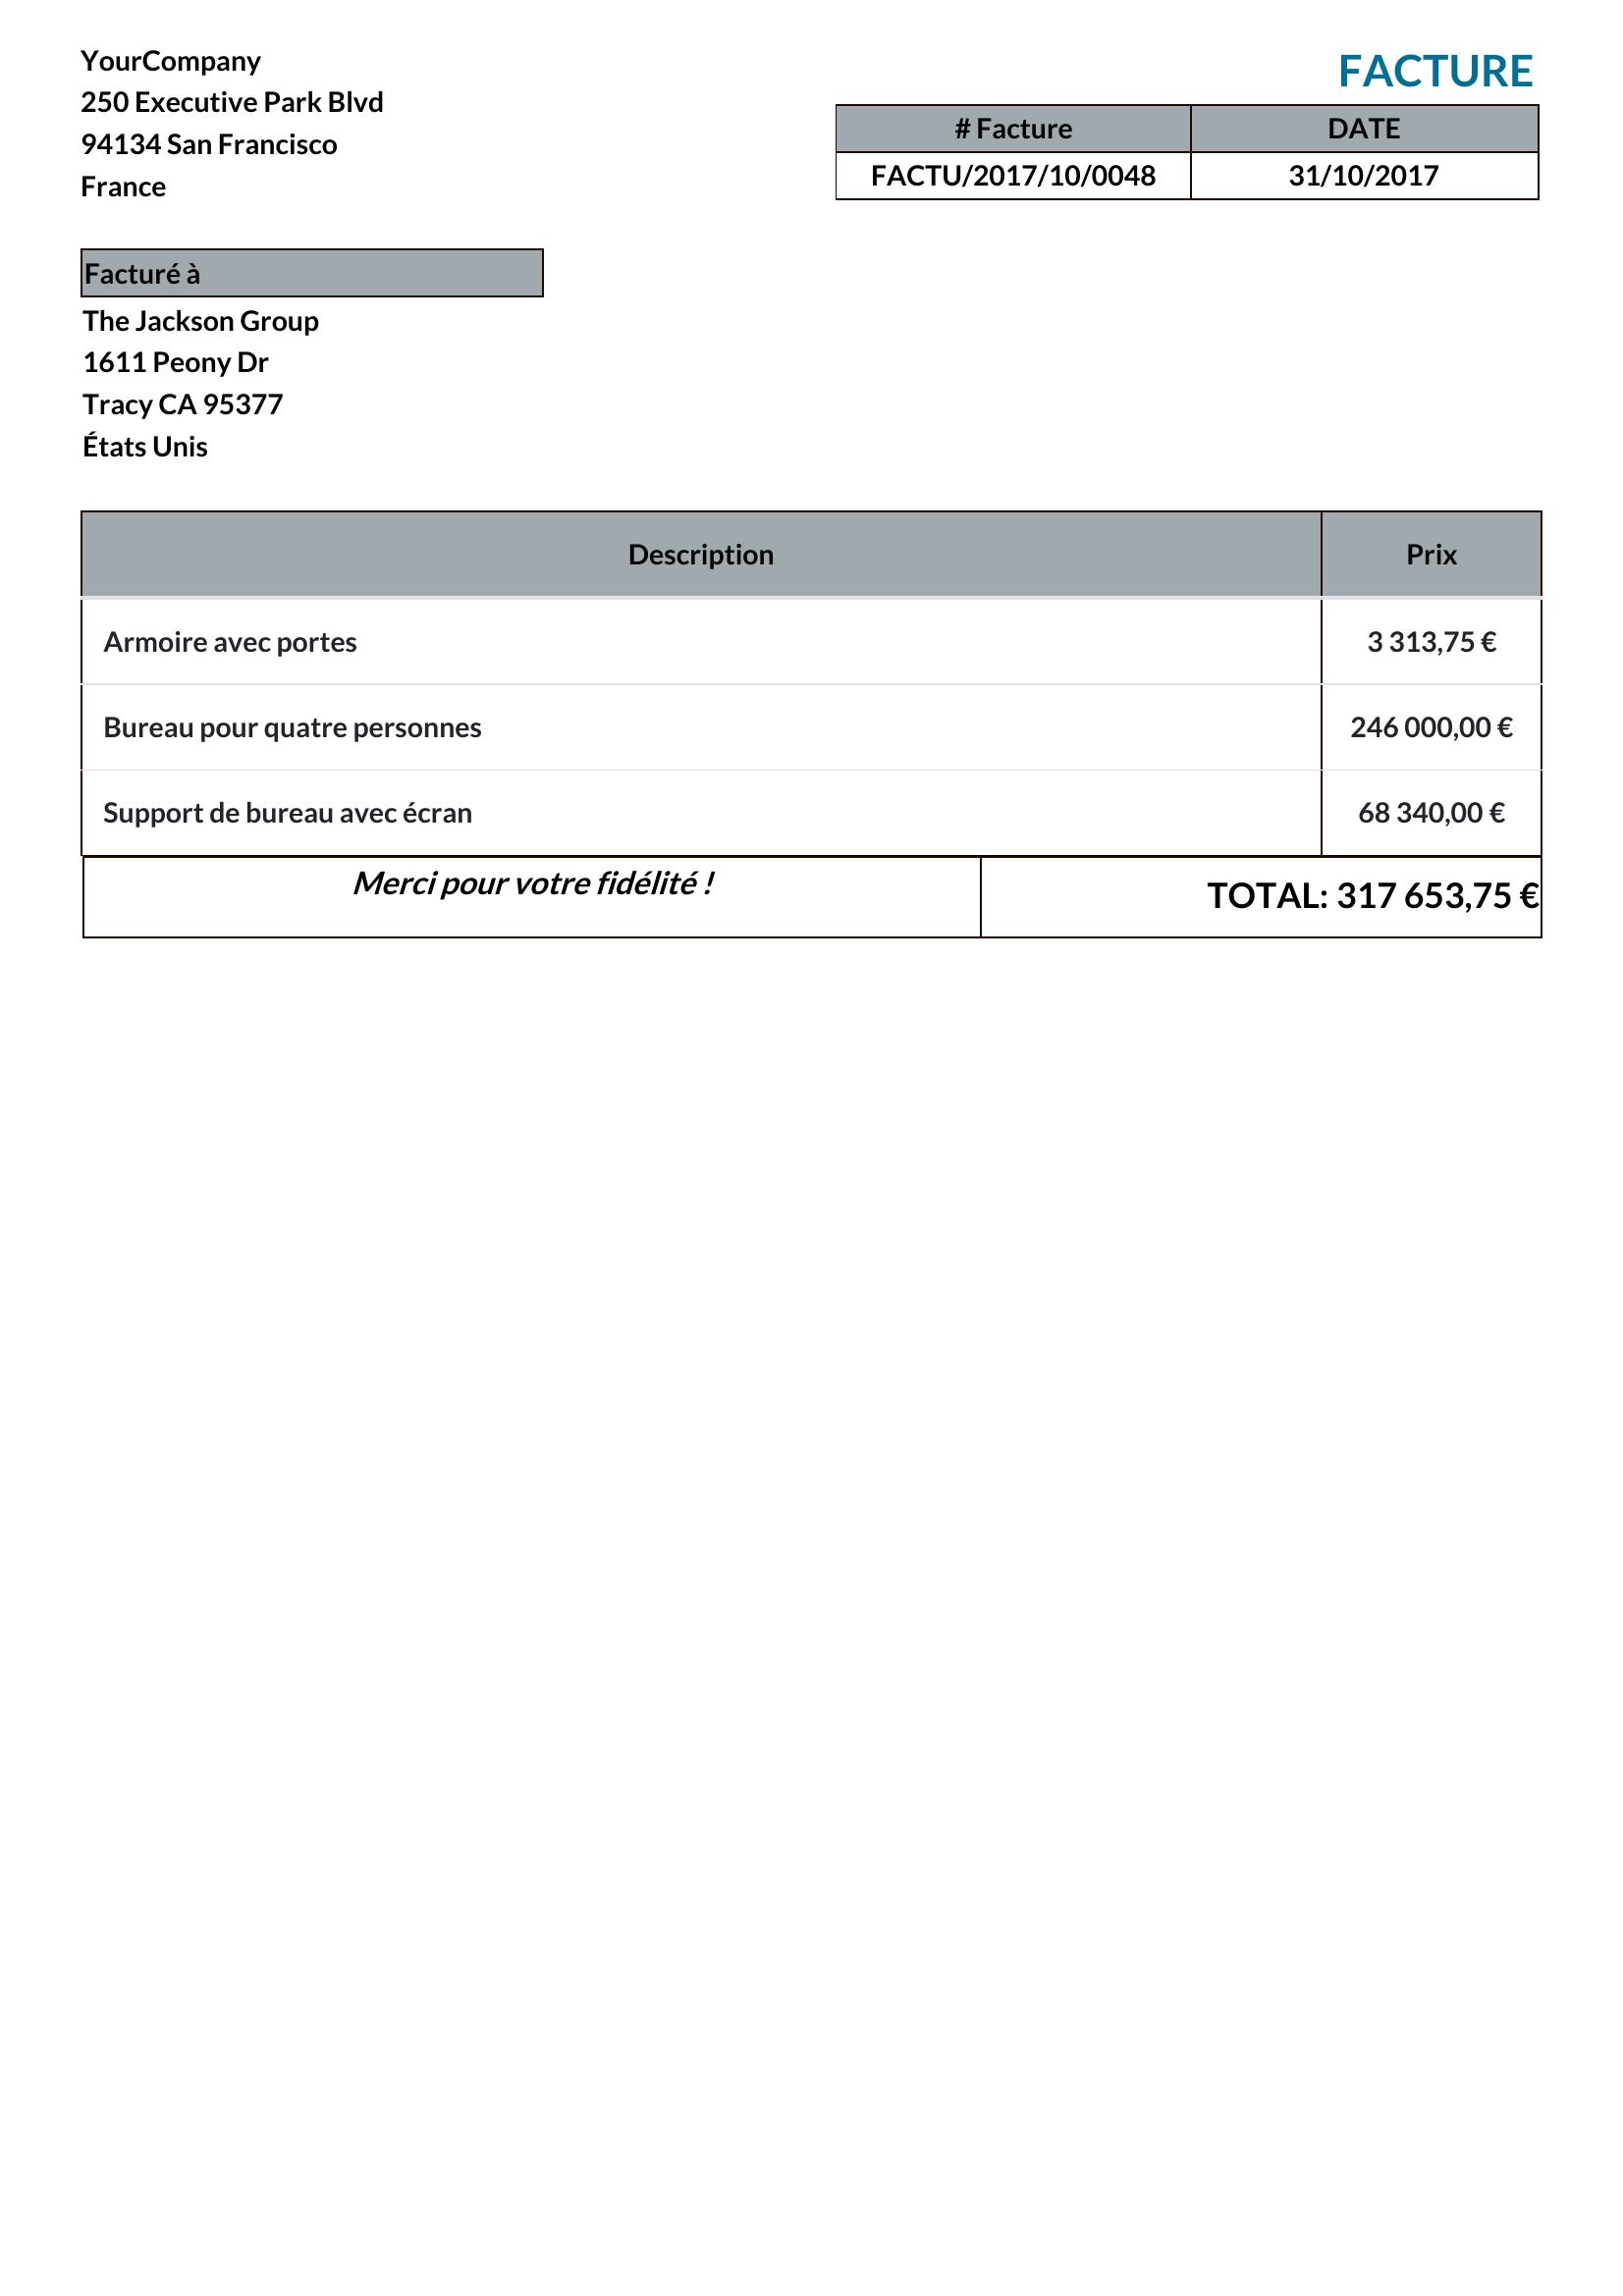 YourCompany
250 Executive Park Blvd
94134 San Francisco
France
FACTURE
# Facture DATE
FACTU/2017/10/0048 31/10/2017
Facturé à
The Jackson Group
1611 Peony Dr
Tracy CA 95377
États Unis
Description Prix
Armoire avec portes 3 313,75 €
Bureau pour quatre personnes 246 000,00 €
Support de bureau avec écran 68 340,00 €
Merci pour votre fidélité !
TOTAL: 317 653,75 €